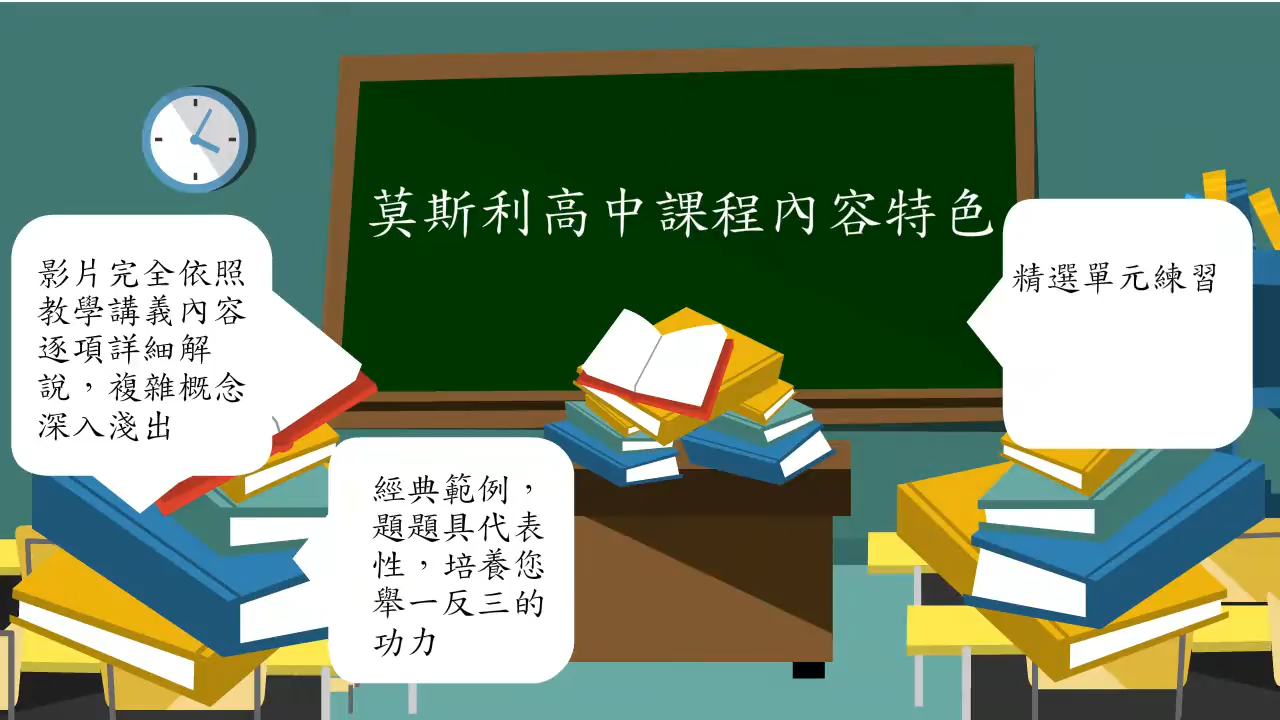 莫斯利高中課程內容特色
影片完全依照
教學講義內容
逐項詳細解
說，複雜概念
深入淺出
經典範例，
題題具代表
性，培養您
舉一反三的
功力
精選單元練習